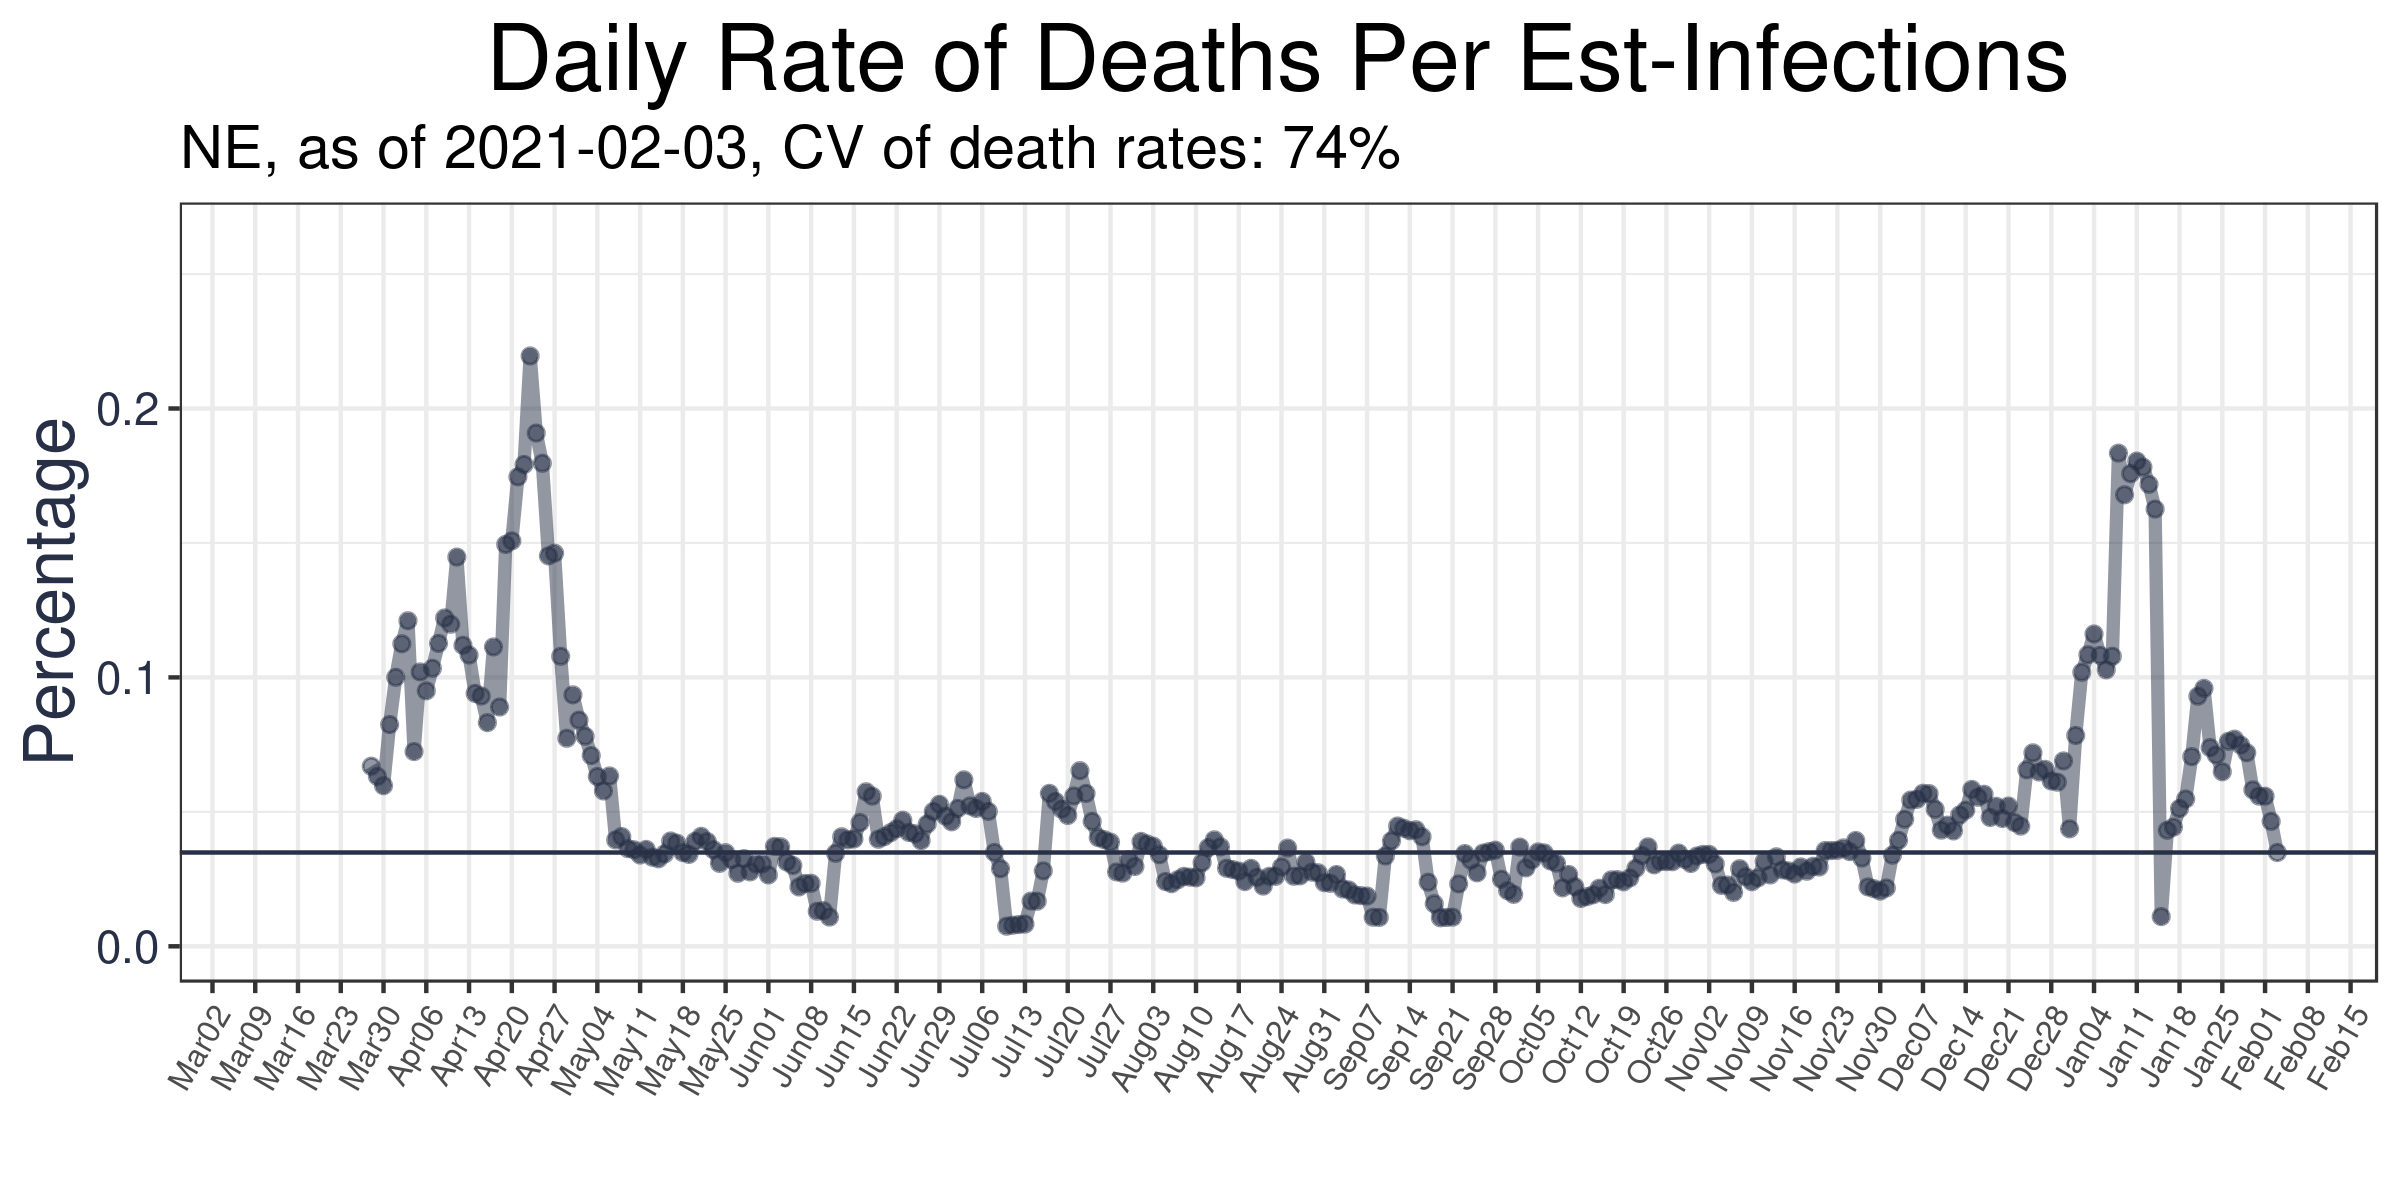 Daily Rate of Deaths Per Est-Infections
NE, as of 2021-02-03, CV of death rates: 74%
Percentage
0.2
0.1
0.0
Mar02
Mar09
Mar16
Mar23
Mar30
Apr06
Apr13
Apr20
Apr27
May04
May11
May18
May25
Jun01
Jun08
Jun15
Jun22
Jun29
Jul06
Jul13
Jul20
Jul27
Aug03
Aug10
Aug17
Aug24
Aug31
Sep07
Sep14
Sep21
Sep28
Oct05
Oct12
Oct19
Oct26
Nov02
Nov09
Nov16
Nov23
Nov30
Dec07
Dec14
Dec21
Dec28
Jan04
Jan11
Jan18
Jan25
Feb01
Feb08
Feb15